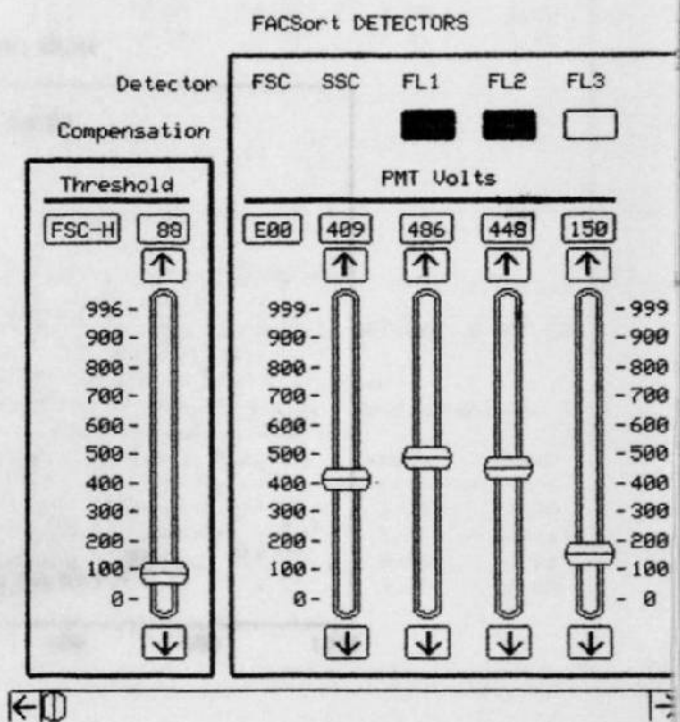 FACSort DETECTORS
Detector FSC SSC FL1 FL2 FL3
Compensation
Threshold PMT Volts
FSC-H 88 E00 409 486 448 150
996- 999- -999
900- 900- -900
800- 800- -800
700- 700- -700
600- 600- -600
500- 500- -500
400- 400- -400
300- 300- -300
200- 200- -200
100- 100- -100
0- 0- -0